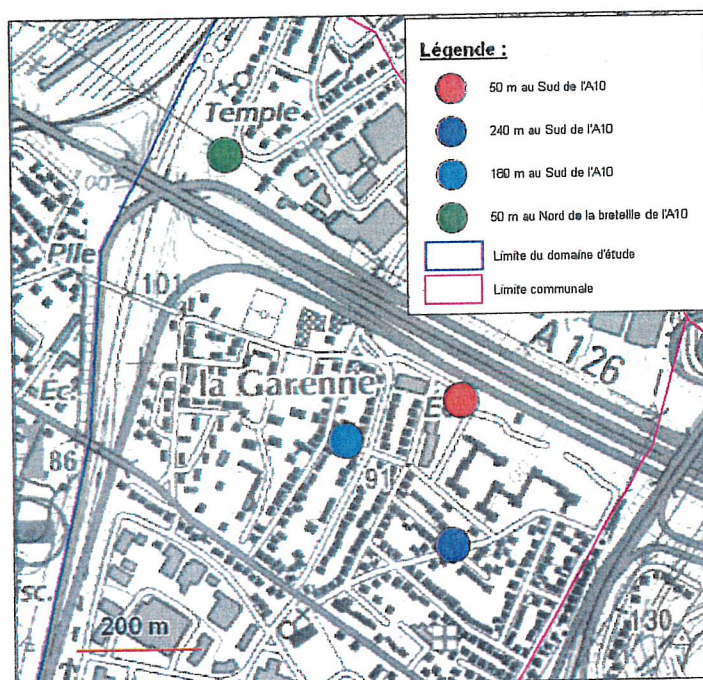 Légende :
50 m au Sud de l'A10
240 m au Sud de l'A10
180 m au Sud de l'A10
50 m au Nord de la bretelle de l'A10
Limite du domaine d'étude
Limite communale
Temple
Plle
101
A 126
la Garenne
Éc.
86
91
200 m
130